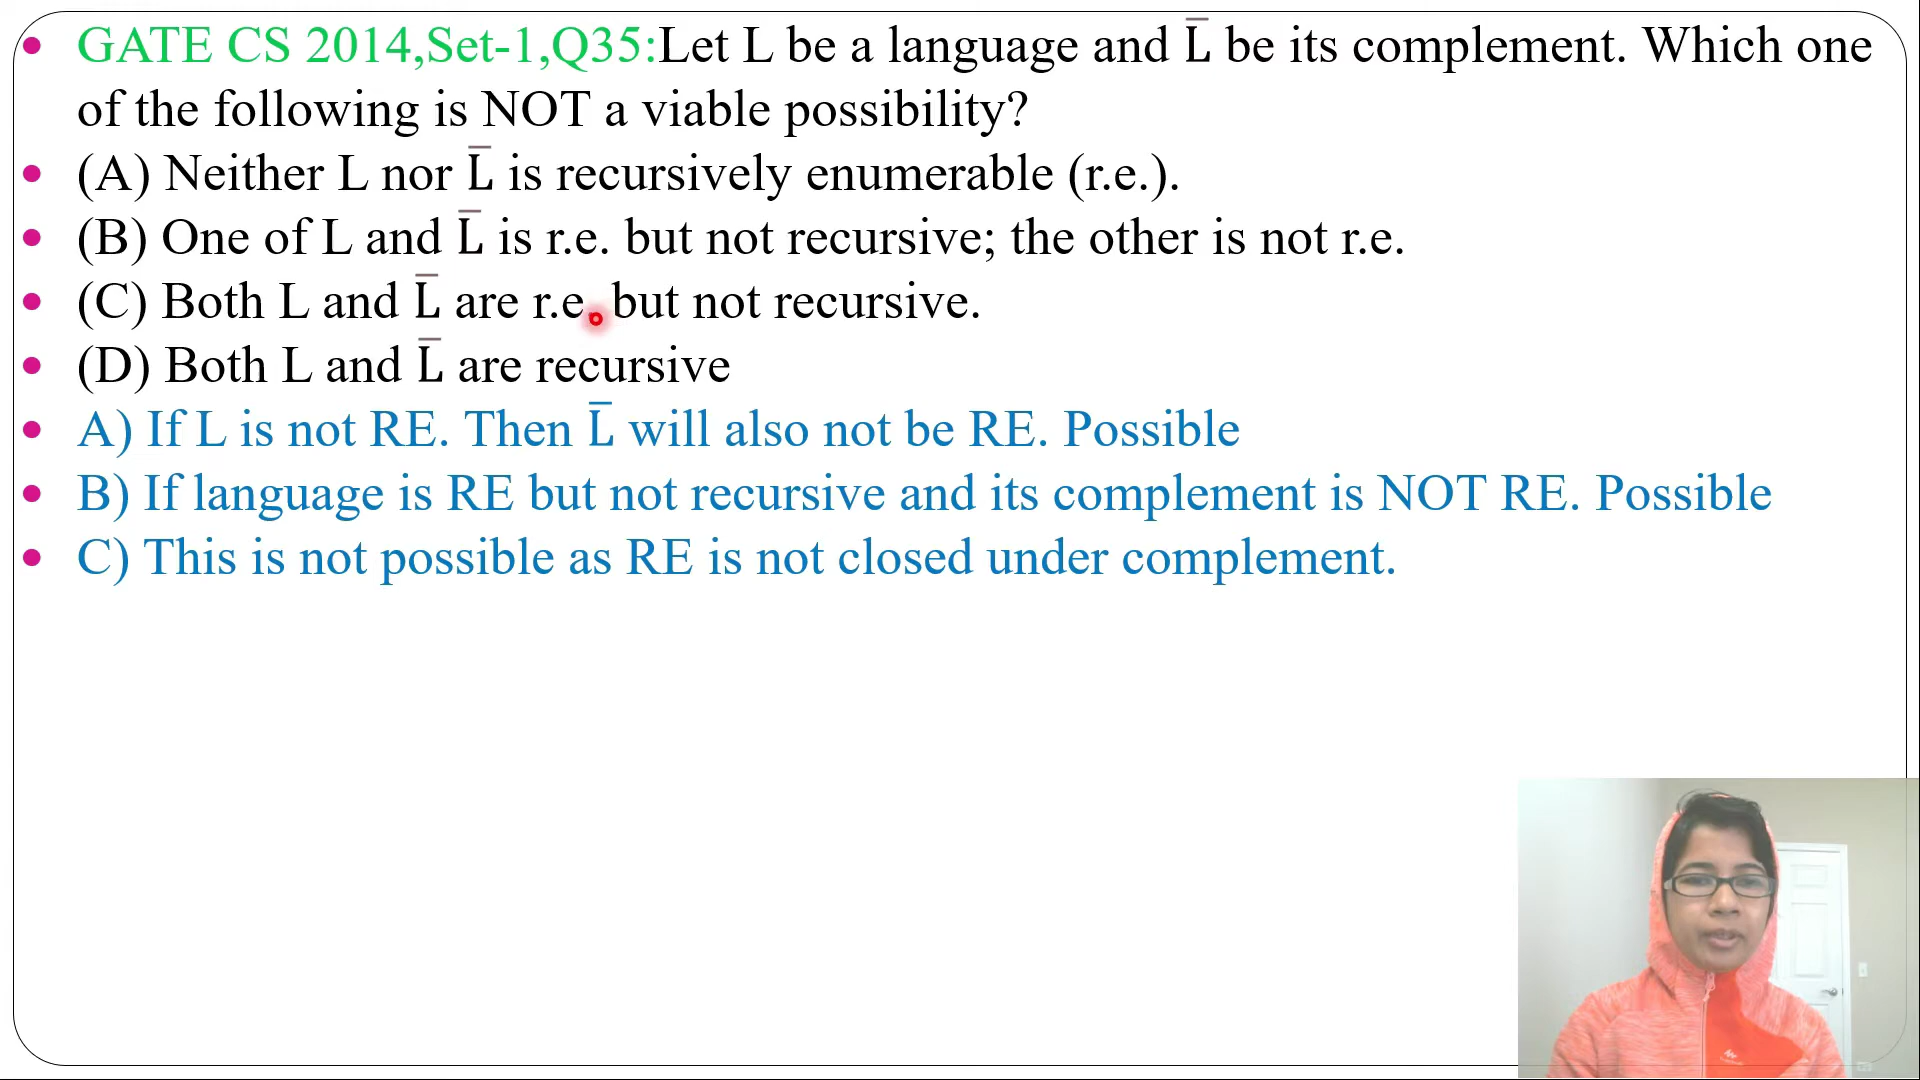 GATE CS 2014,Set-1,Q35:Let L be a language and L̅ be its complement. Which one
of the following is NOT a viable possibility?
(A) Neither L nor L̅ is recursively enumerable (r.e.).
(B) One of L and L̅ is r.e. but not recursive; the other is not r.e.
(C) Both L and L̅ are r.e. but not recursive.
(D) Both L and L̅ are recursive
A) If L is not RE. Then L̅ will also not be RE. Possible
B) If language is RE but not recursive and its complement is NOT RE. Possible
C) This is not possible as RE is not closed under complement.